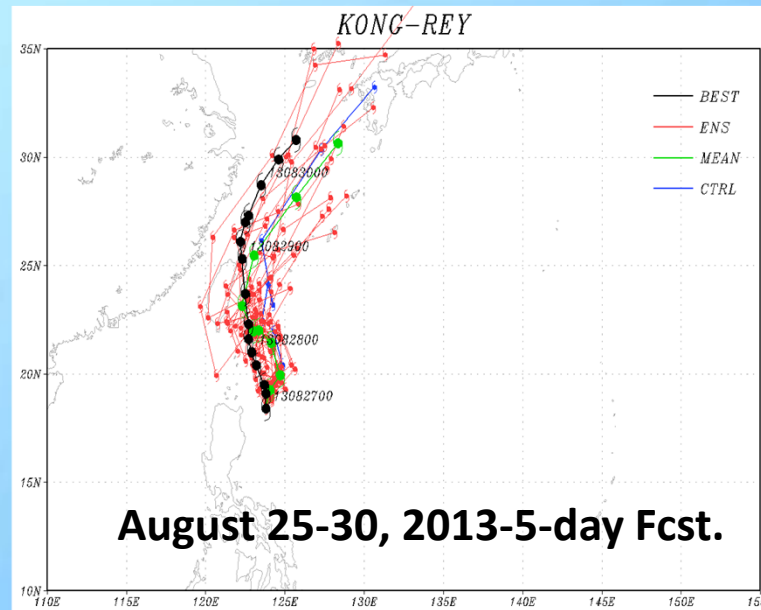 KONG-REY
35N
BEST
ENS
MEAN
CTRL
30N
13083000
13082900
25N
13082800
20N
13082700
15N
August 25-30, 2013-5-day Fcst.
10N
110E 115E 120E 125E 130E 135E 140E 145E 150E